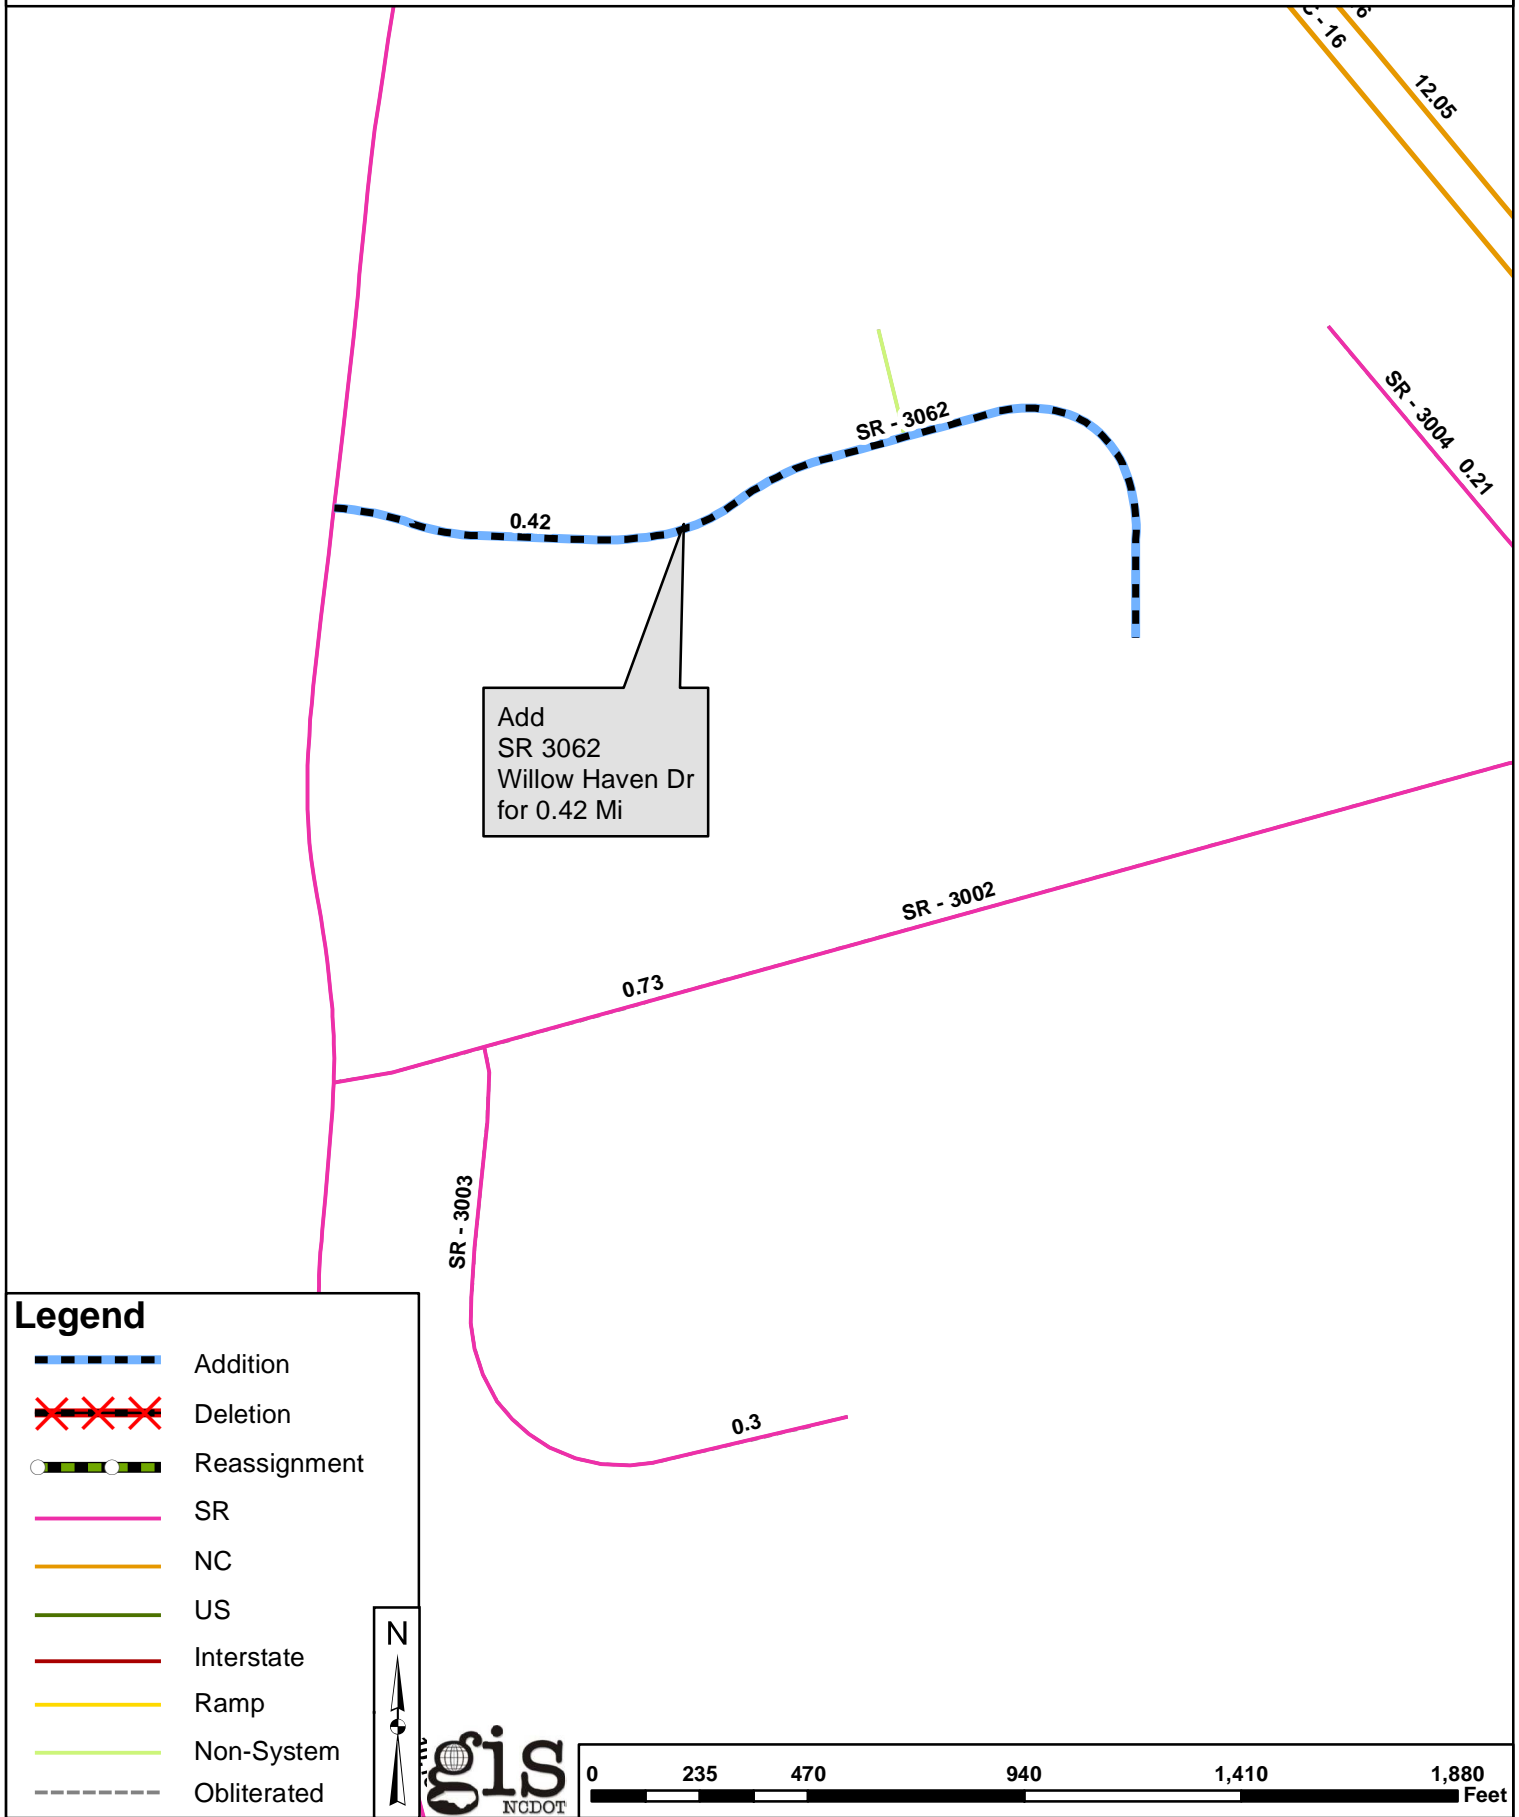 C - 16
6
12.05
SR - 3062
SR - 3004 0.21
0.42
Add
SR 3062
Willow Haven Dr
for 0.42 Mi
SR - 3002
0.73
SR - 3003
0.3
Legend
Addition
Deletion
Reassignment
SR
NC
US
Interstate
Ramp
Non-System
Obliterated
N
gis
NCDOT
0 235 470 940 1,410 1,880
Feet